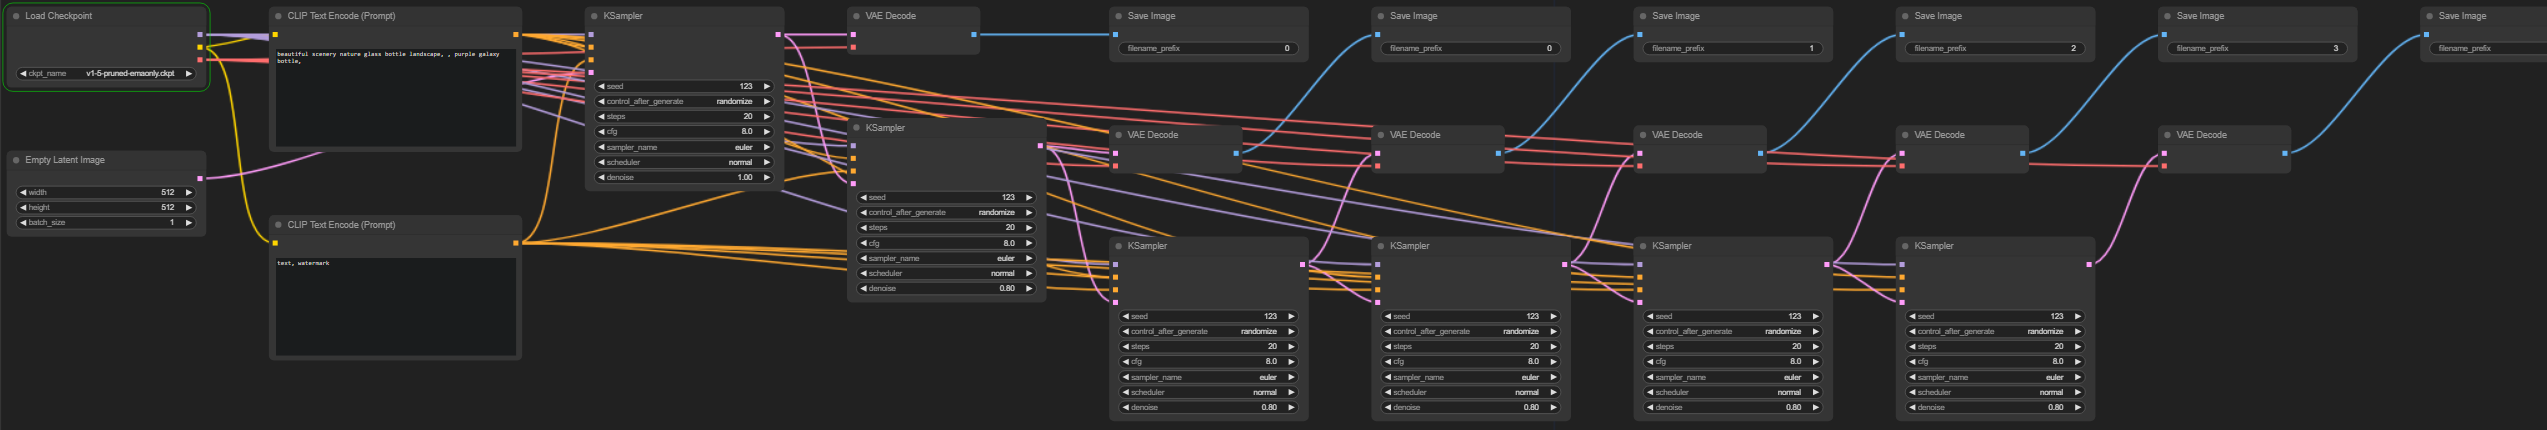 Load Checkpoint
ckpt_name v1-5-pruned-emaonly.ckpt
Empty Latent Image
width 512
height 512
batch_size 1
CLIP Text Encode (Prompt)
beautiful scenery nature glass bottle landscape, , purple galaxy
bottle,
CLIP Text Encode (Prompt)
text, watermark
KSampler
seed 123
control_after_generate randomize
steps 20
cfg 8.0
sampler_name euler
scheduler normal
denoise 1.00
VAE Decode
KSampler
seed 123
control_after_generate randomize
steps 20
cfg 8.0
sampler_name euler
scheduler normal
denoise 0.80
Save Image
filename_prefix 0
VAE Decode
KSampler
seed 123
control_after_generate randomize
steps 20
cfg 8.0
sampler_name euler
scheduler normal
denoise 0.80
Save Image
filename_prefix 0
VAE Decode
KSampler
seed 123
control_after_generate randomize
steps 20
cfg 8.0
sampler_name euler
scheduler normal
denoise 0.80
Save Image
filename_prefix 1
VAE Decode
KSampler
seed 123
control_after_generate randomize
steps 20
cfg 8.0
sampler_name euler
scheduler normal
denoise 0.80
Save Image
filename_prefix 2
VAE Decode
KSampler
seed 123
control_after_generate randomize
steps 20
cfg 8.0
sampler_name euler
scheduler normal
denoise 0.80
Save Image
filename_prefix 3
VAE Decode
Save Image
filename_prefix